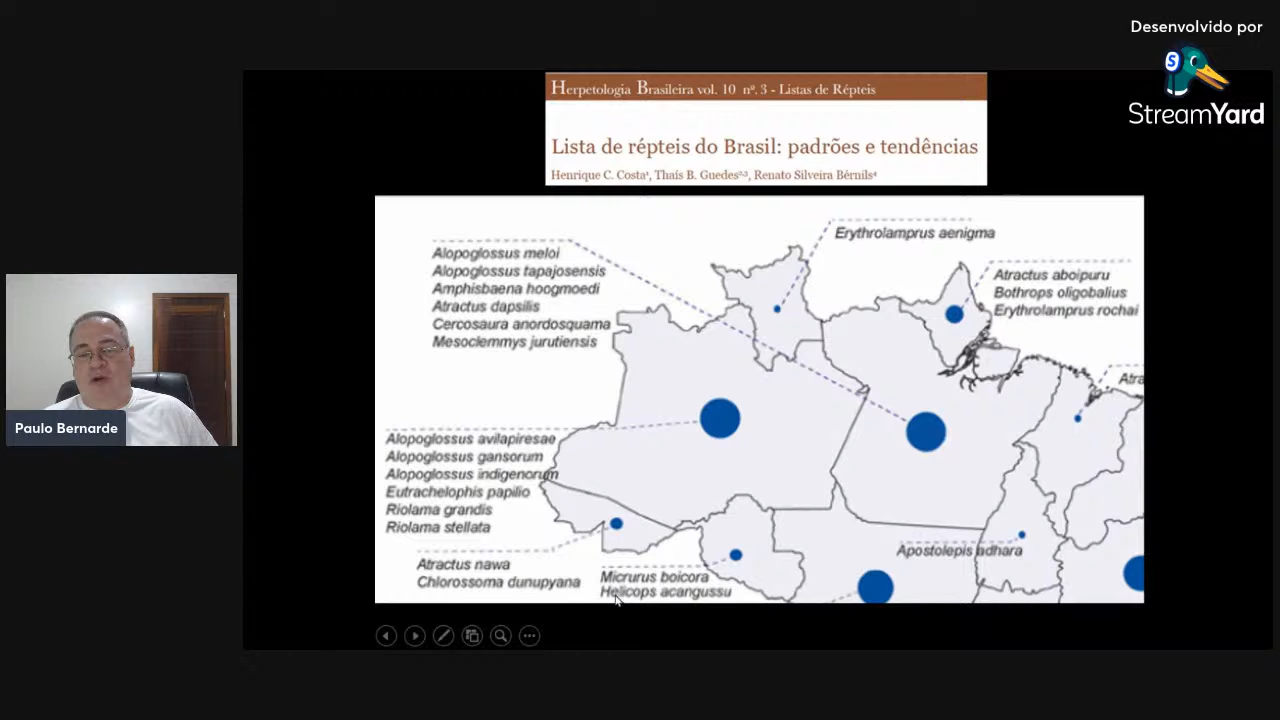 Desenvolvido por
StreamYard
Herpetologia Brasileira vol. 10 nº. 3 - Listas de Répteis
Lista de répteis do Brasil: padrões e tendências
Henrique C. Costa¹, Thaís B. Guedes²,³, Renato Silveira Bérnils⁴
Erythrolamprus aenigma
Alopoglossus meloi
Alopoglossus tapajosensis
Amphisbaena hoogmoedi
Atractus dapsilis
Cercosaura anordosquama
Mesoclemmys jurutiensis
Atractus aboipuru
Bothrops oligobalius
Erythrolamprus rochai
Atra
Alopoglossus avilapiresae
Alopoglossus gansorum
Alopoglossus indigenorum
Eutrachelophis papilio
Riolama grandis
Riolama stellata
Atractus nawa
Chlorossoma dunupyana
Micrurus boicora
Helicops acangussu
Apostolepis adhara
Paulo Bernarde